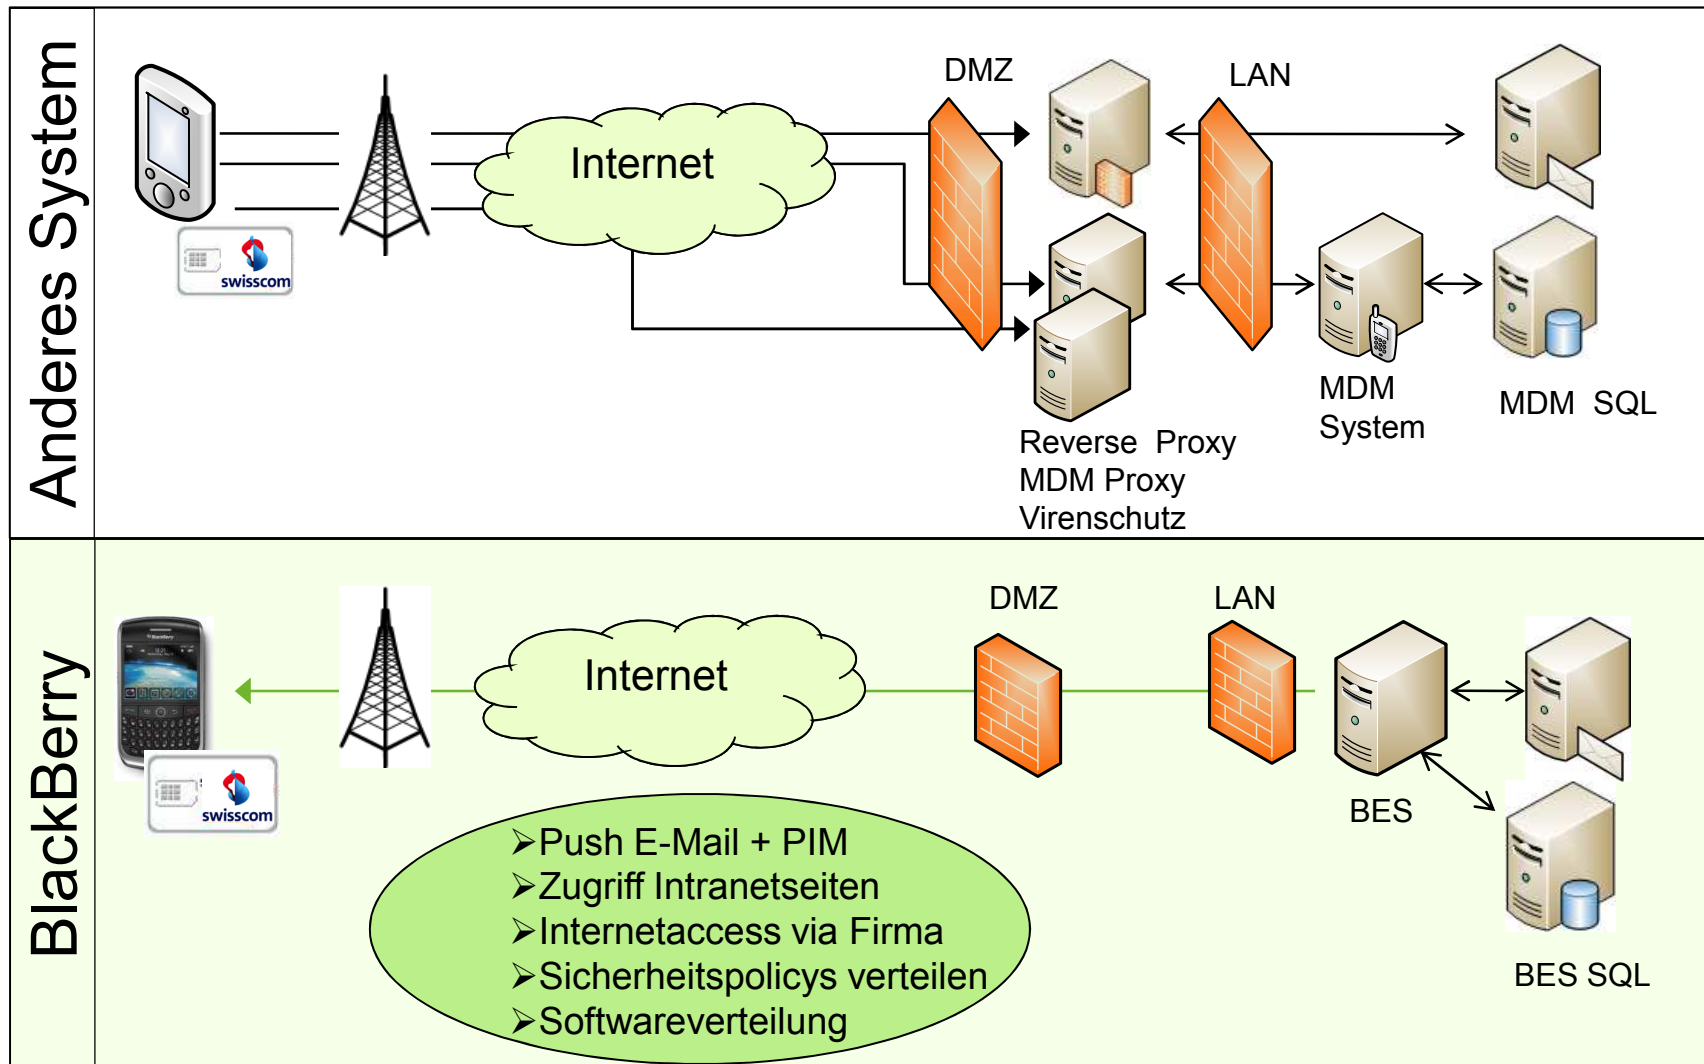 Anderes System
DMZ
LAN
Internet
swisscom
MDM
System
MDM SQL
Reverse Proxy
MDM Proxy
Virenschutz
BlackBerry
DMZ
LAN
Internet
swisscom
BES
BES SQL
➢Push E-Mail + PIM
➢Zugriff Intranetseiten
➢Internetaccess via Firma
➢Sicherheitspolicys verteilen
➢Softwareverteilung